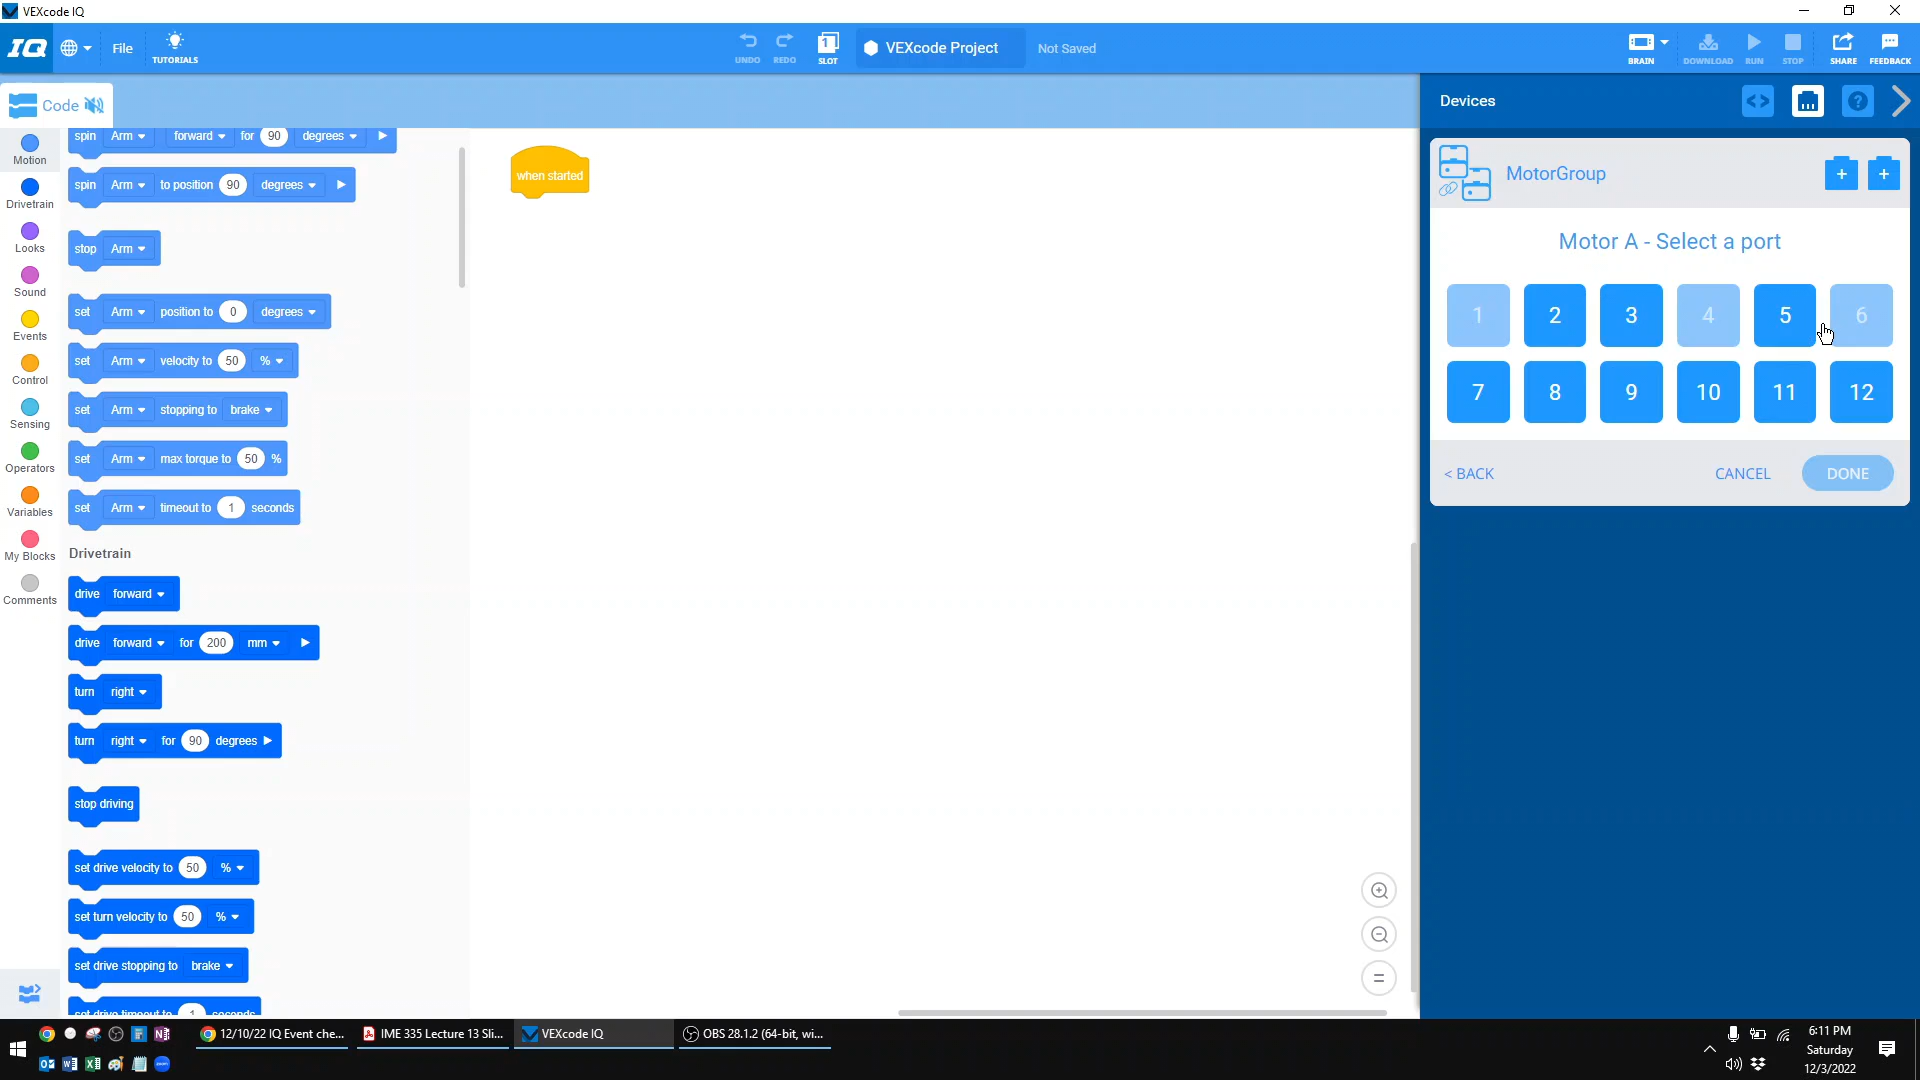 VEXcode IQ
IQ
File
TUTORIALS
UNDO
REDO
1
SLOT
VEXcode Project
Not Saved
BRAIN
DOWNLOAD
RUN
STOP
SHARE
FEEDBACK
Code
Devices
<>
?
Motion
Drivetrain
Looks
Sound
Events
Control
Sensing
Operators
Variables
My Blocks
Comments
spin Arm forward for 90 degrees
spin Arm to position 90 degrees
stop Arm
set Arm position to 0 degrees
set Arm velocity to 50 %
set Arm stopping to brake
set Arm max torque to 50 %
set Arm timeout to 1 seconds
Drivetrain
drive forward
drive forward for 200 mm
turn right
turn right for 90 degrees
stop driving
set drive velocity to 50 %
set turn velocity to 50 %
set drive stopping to brake
set drive timeout to 1 seconds
when started
MotorGroup
+ +
Motor A - Select a port
1 2 3 4 5 6
7 8 9 10 11 12
< BACK
CANCEL
DONE
12/10/22 IQ Event che...
IME 335 Lecture 13 Sli...
VEXcode IQ
OBS 28.1.2 (64-bit, wi...
6:11 PM
Saturday
12/3/2022